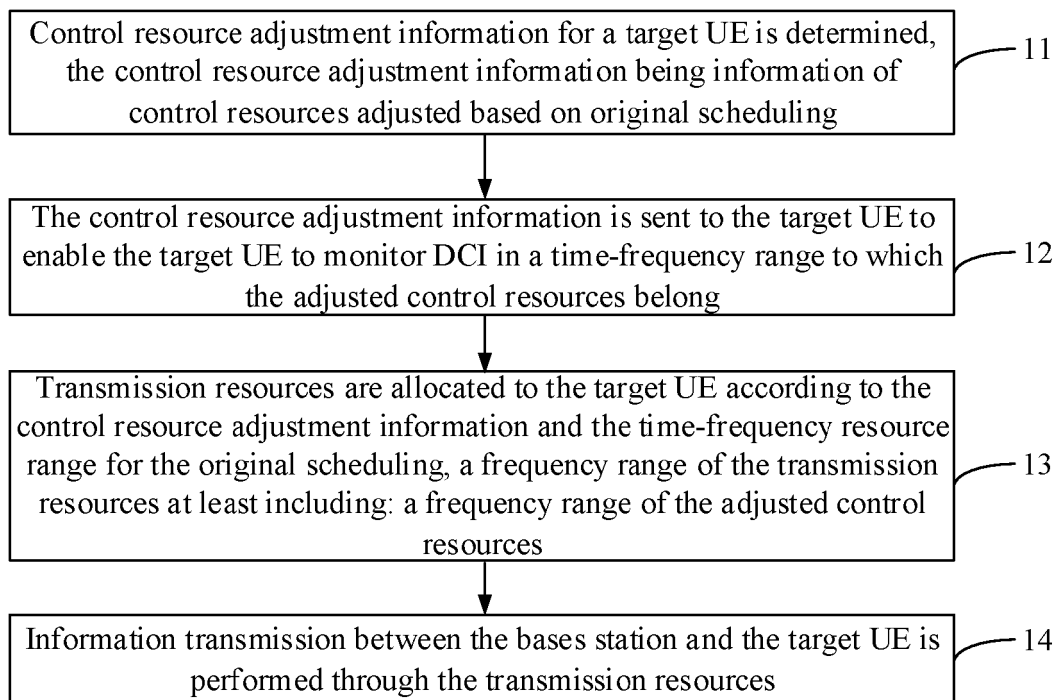 Control resource adjustment information for a target UE is determined,
the control resource adjustment information being information of
control resources adjusted based on original scheduling
11
The control resource adjustment information is sent to the target UE to
enable the target UE to monitor DCI in a time-frequency range to which
the adjusted control resources belong
12
Transmission resources are allocated to the target UE according to the
control resource adjustment information and the time-frequency resource
range for the original scheduling, a frequency range of the transmission
resources at least including: a frequency range of the adjusted control
resources
13
Information transmission between the bases station and the target UE is
performed through the transmission resources
14